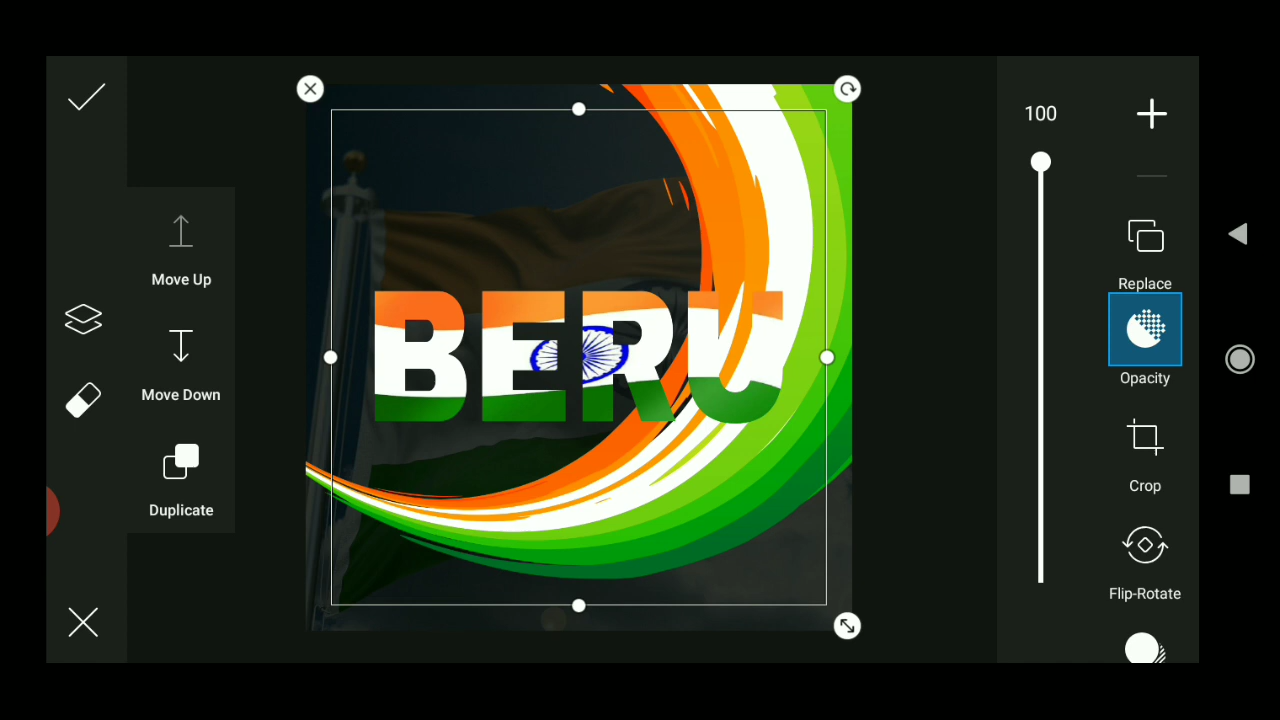 100
Move Up
Replace
BERU
Move Down
Opacity
Crop
Duplicate
Flip-Rotate